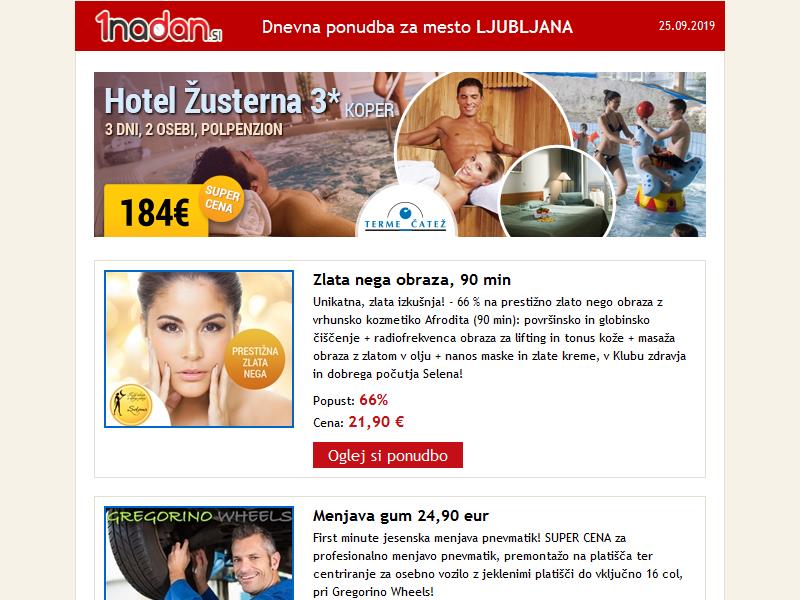 1nadan.si
Dnevna ponudba za mesto LJUBLJANA
25.09.2019
Hotel Žusterna 3* KOPER
3 DNI, 2 OSEBI, POLPENZION
184€
SUPER
CENA
TERME ČATEŽ
PRESTIŽNA
ZLATA
NEGA
Selena
Zlata nega obraza, 90 min
Unikatna, zlata izkušnja! - 66 % na prestižno zlato nego obraza z
vrhunsko kozmetiko Afrodita (90 min): površinsko in globinsko
čiščenje + radiofrekvenca obraza za lifting in tonus kože + masaža
obraza z zlatom v olju + nanos maske in zlate kreme, v Klubu zdravja
in dobrega počutja Selena!
Popust: 66%
Cena: 21,90 €
Oglej si ponudbo
GREGORINO WHEELS
Menjava gum 24,90 eur
First minute jesenska menjava pnevmatik! SUPER CENA za
profesionalno menjavo pnevmatik, premontažo na platišča ter
centriranje za osebno vozilo z jeklenimi platišči do vključno 16 col,
pri Gregorino Wheels!